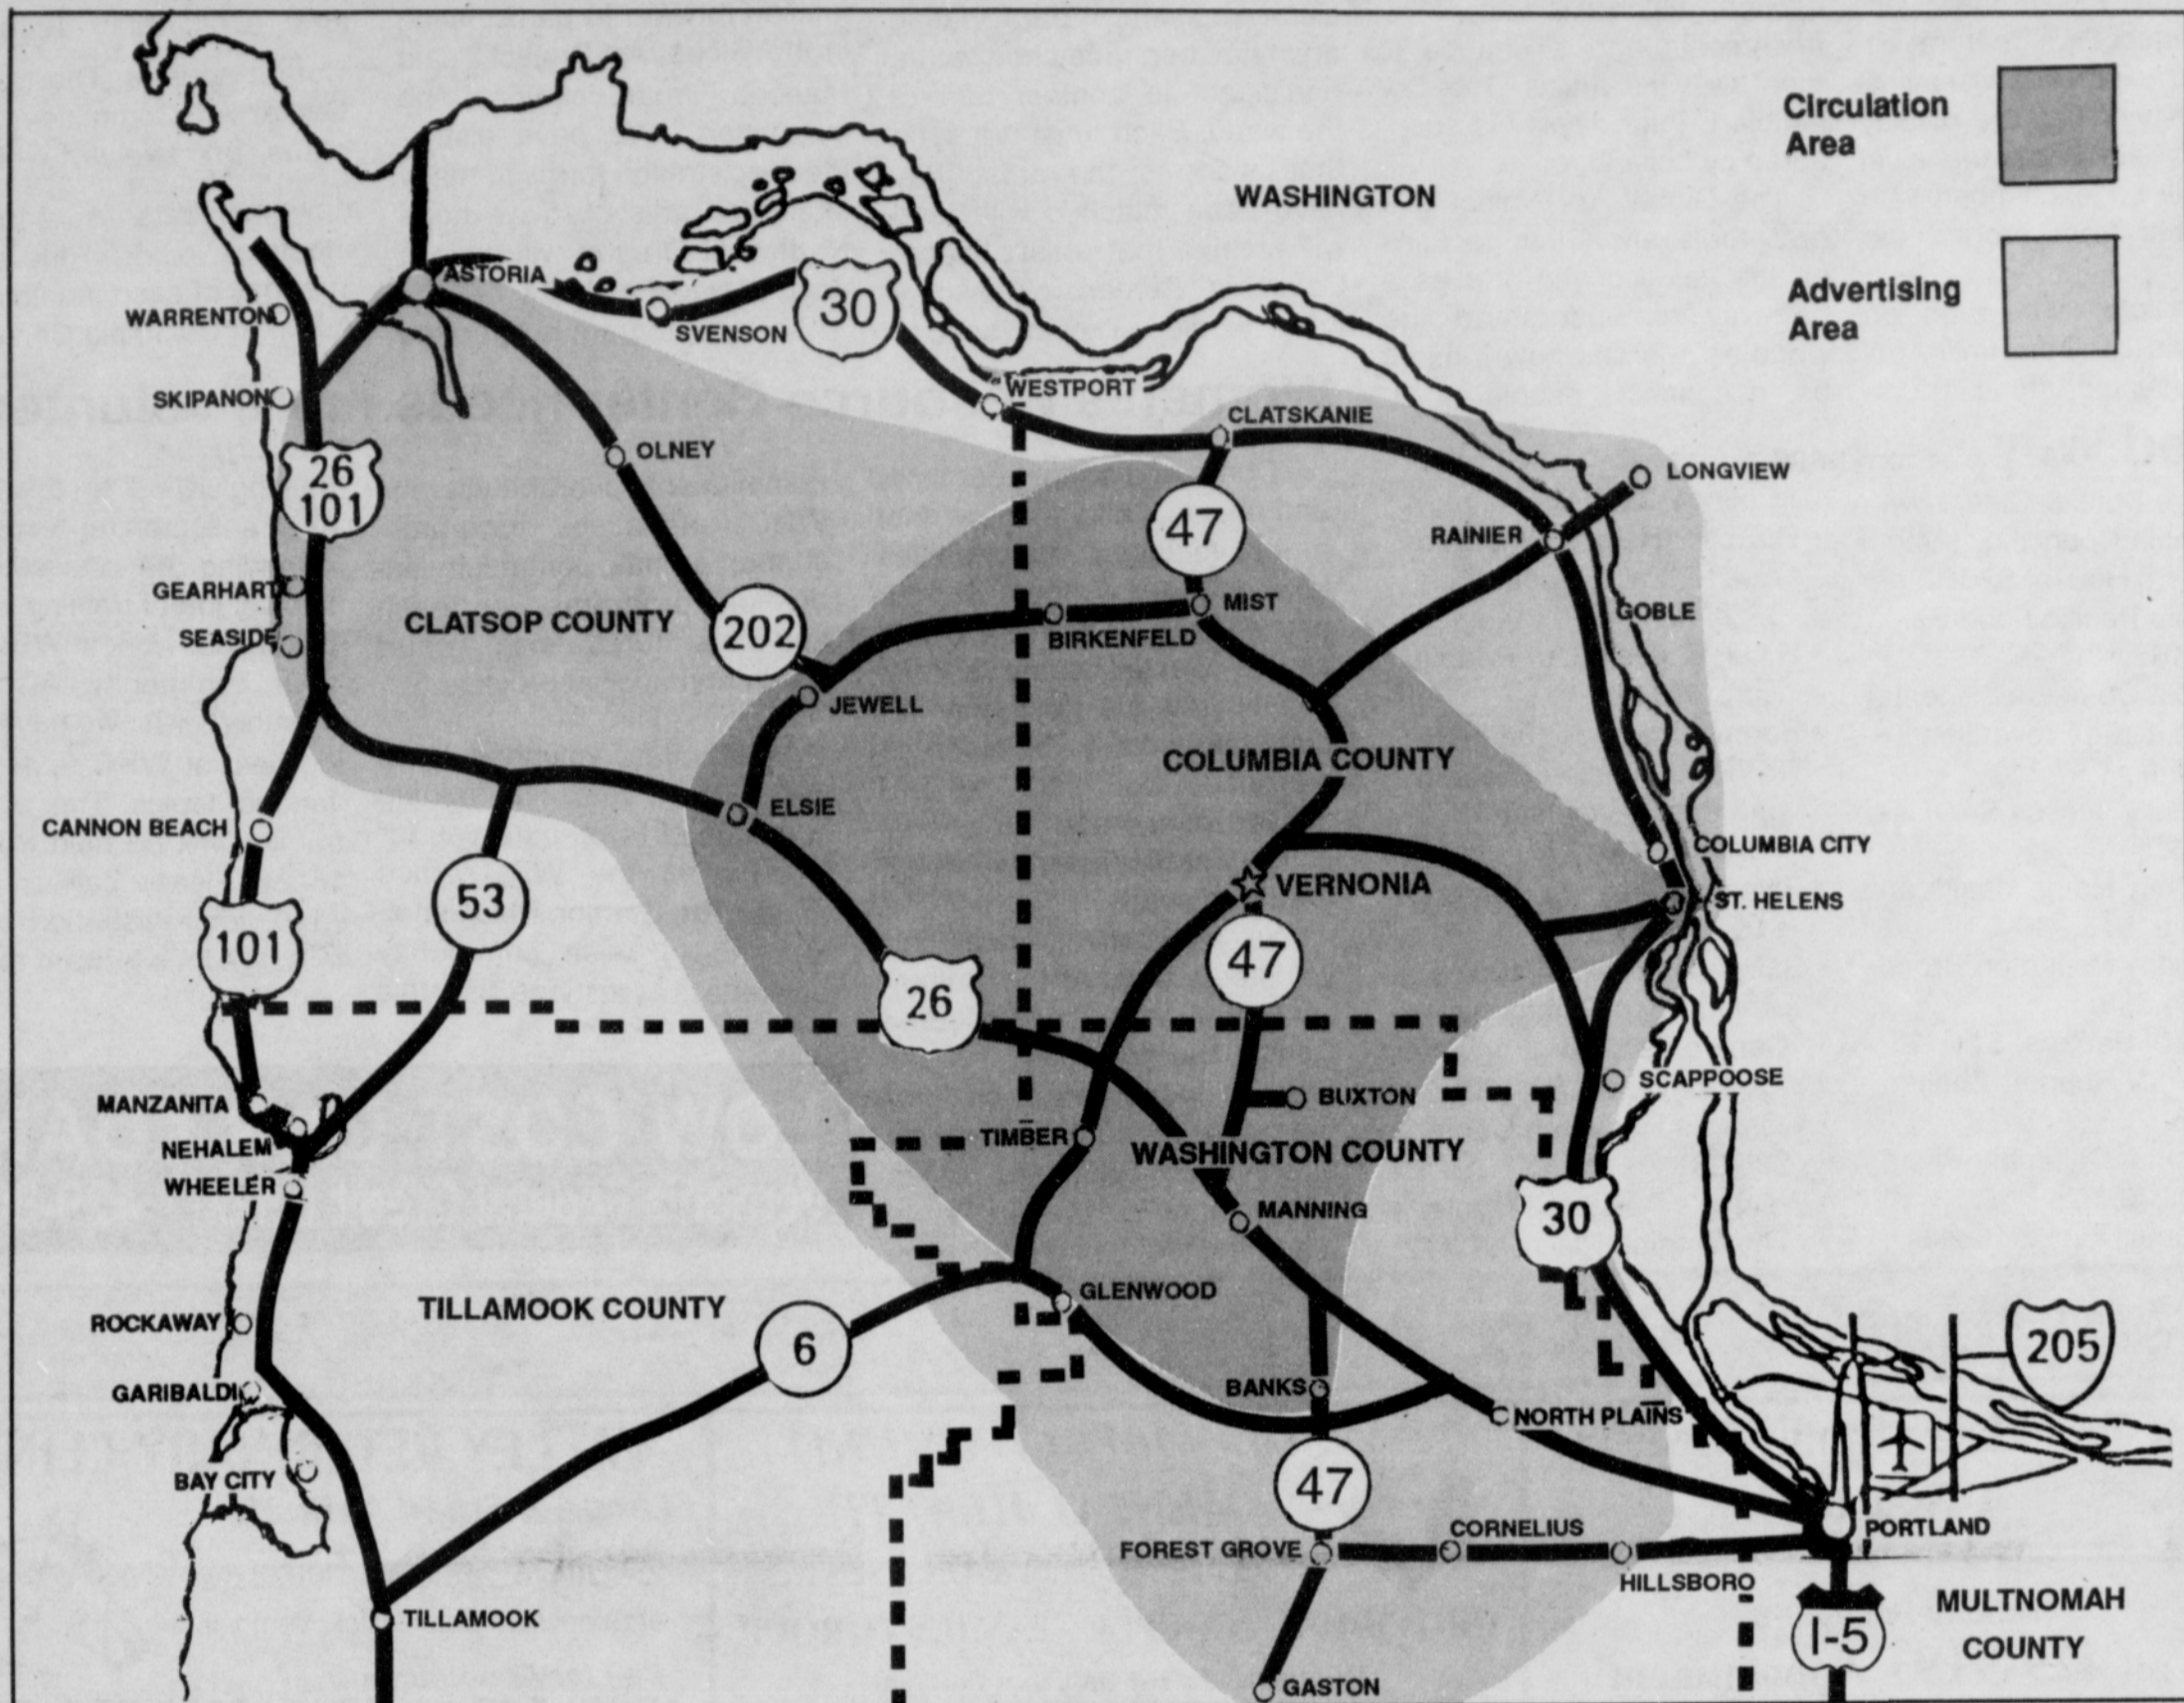 Circulation
Area
Advertising
Area
WASHINGTON
ASTORIA
WARRENTON
SVENSON
30
WESTPORT
SKIPANON
CLATSKANIE
OLNEY
LONGVIEW
26
101
47
RAINIER
GEARHART
CLATSOP COUNTY
202
MIST
GOBLE
SEASIDE
BIRKENFELD
JEWELL
COLUMBIA COUNTY
ELSIE
CANNON BEACH
COLUMBIA CITY
53
VERNONIA
ST. HELENS
101
47
26
SCAPPOOSE
MANZANITA
BUXTON
NEHALEM
TIMBER
WASHINGTON COUNTY
WHEELER
MANNING
30
GLENWOOD
TILLAMOOK COUNTY
ROCKAWAY
6
205
GARIBALDI
BANKS
NORTH PLAINS
BAY CITY
47
FOREST GROVE
CORNELIUS
PORTLAND
HILLSBORO
TILLAMOOK
I-5
MULTNOMAH
COUNTY
GASTON